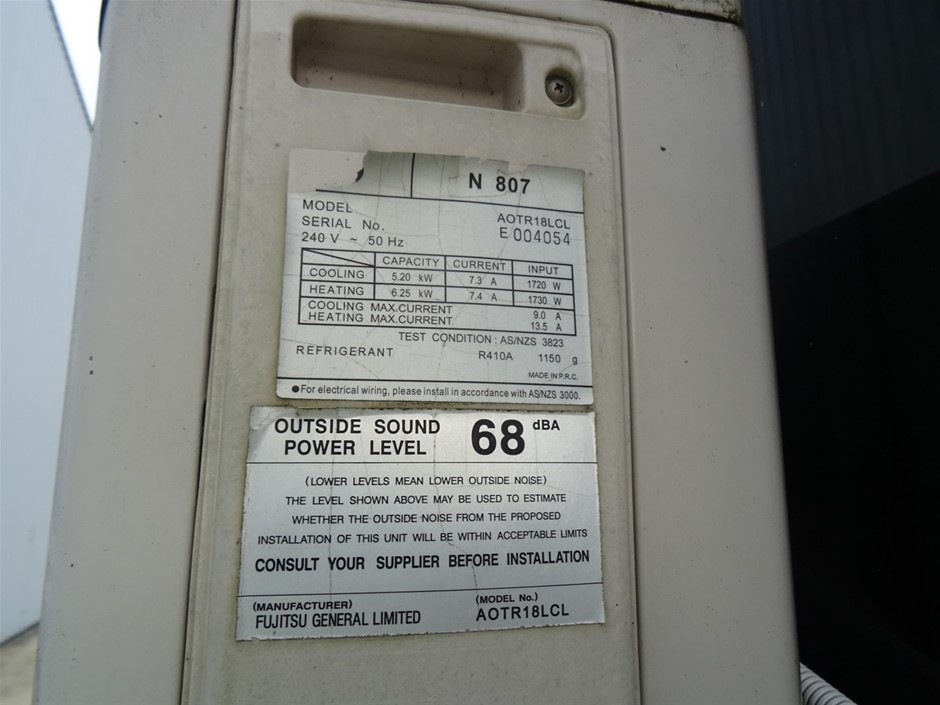 N 807
MODEL AOTR18LCL
SERIAL No. E 004054
240 V ~ 50 Hz
CAPACITY CURRENT INPUT
COOLING 5.20 kW 7.3 A 1720 W
HEATING 6.25 kW 7.4 A 1730 W
COOLING MAX.CURRENT 9.0 A
HEATING MAX.CURRENT 13.5 A
TEST CONDITION : AS/NZS 3823
REFRIGERANT R410A 1150 g
MADE IN P.R.C.
●For electrical wiring, please install in accordance with AS/NZS 3000.
OUTSIDE SOUND
POWER LEVEL 68 dBA
(LOWER LEVELS MEAN LOWER OUTSIDE NOISE)
THE LEVEL SHOWN ABOVE MAY BE USED TO ESTIMATE
WHETHER THE OUTSIDE NOISE FROM THE PROPOSED
INSTALLATION OF THIS UNIT WILL BE WITHIN ACCEPTABLE LIMITS
CONSULT YOUR SUPPLIER BEFORE INSTALLATION
(MANUFACTURER) (MODEL No.)
FUJITSU GENERAL LIMITED AOTR18LCL